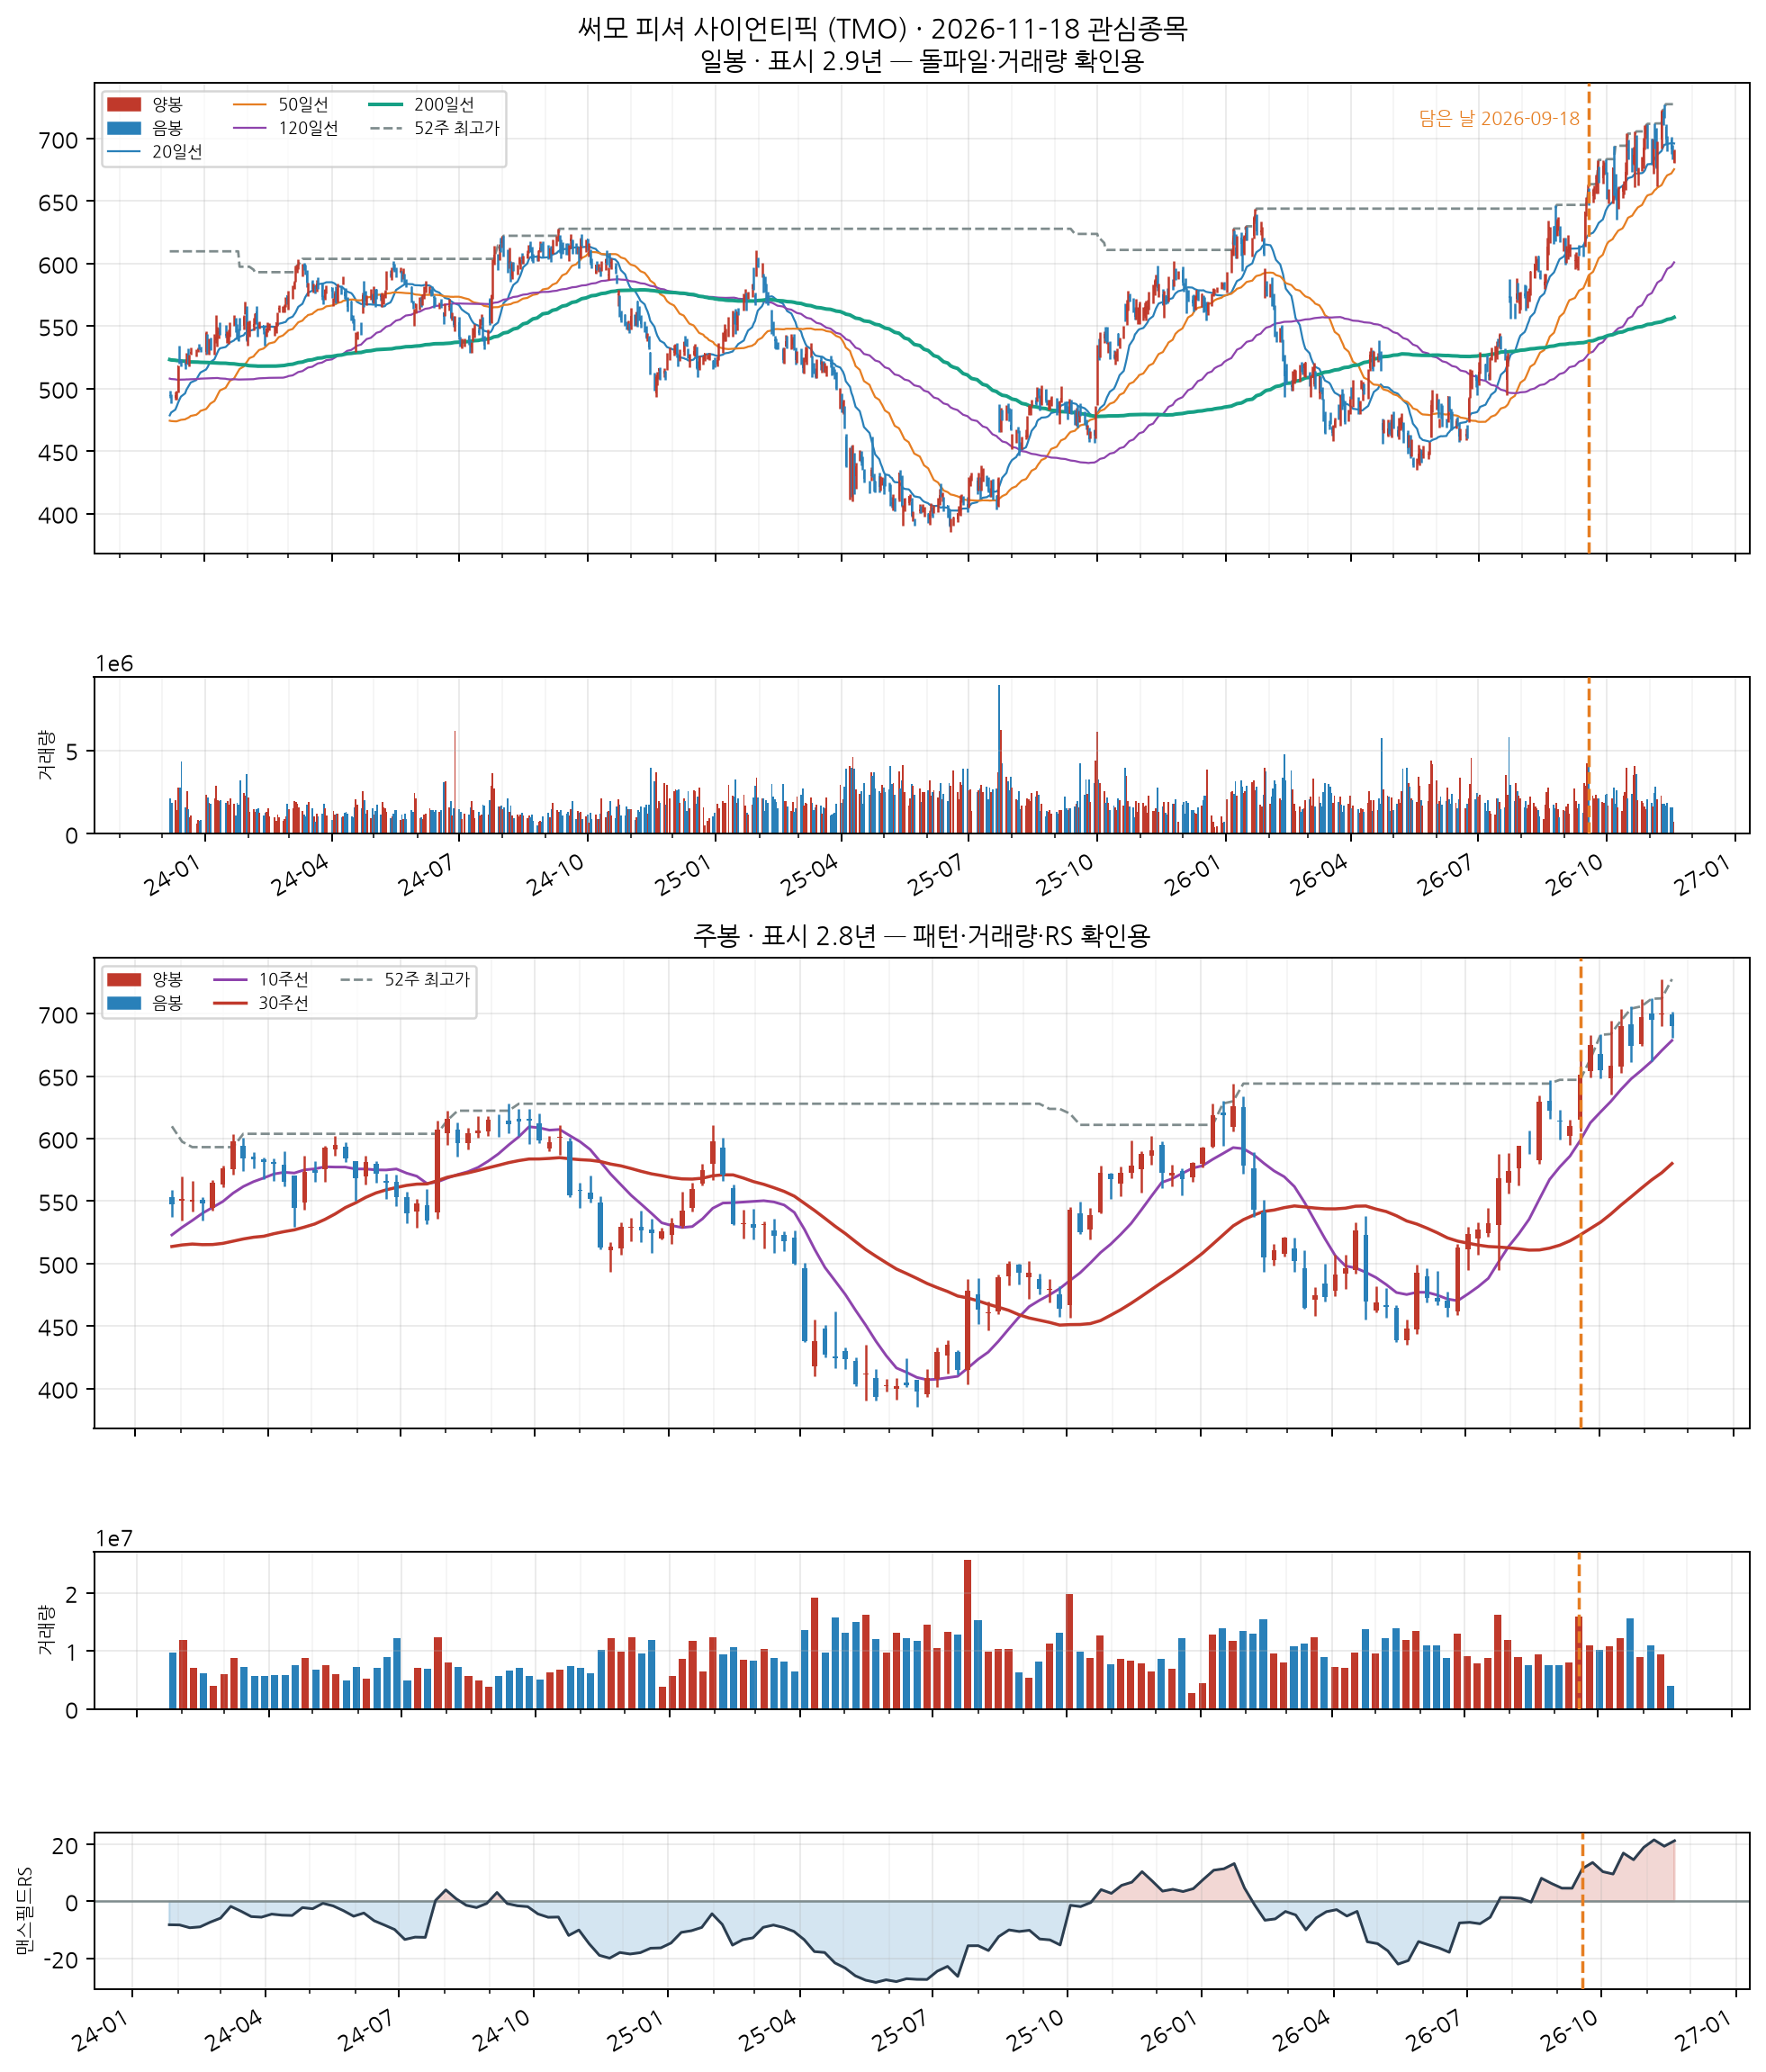 써모 피셔 사이언티픽 (TMO) · 2026-11-18 관심종목
일봉 · 표시 2.9년 — 돌파일·거래량 확인용
양봉
음봉
20일선
50일선
120일선
200일선
52주 최고가
담은 날 2026-09-18
700
650
600
550
500
450
400
1e6
거래량
5
0
24-01
24-04
24-07
24-10
25-01
25-04
25-07
25-10
26-01
26-04
26-07
26-10
27-01
주봉 · 표시 2.8년 — 패턴·거래량·RS 확인용
양봉
음봉
10주선
30주선
52주 최고가
700
650
600
550
500
450
400
1e7
거래량
2
1
0
맨스필드RS
20
0
-20
24-01
24-04
24-07
24-10
25-01
25-04
25-07
25-10
26-01
26-04
26-07
26-10
27-01